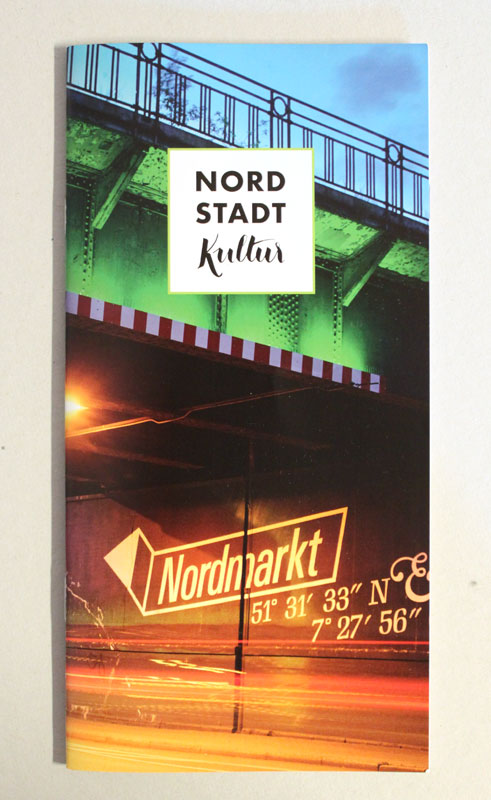 NORD
STADT
Kultur
Nordmarkt
51° 31' 33" N
7° 27' 56" E